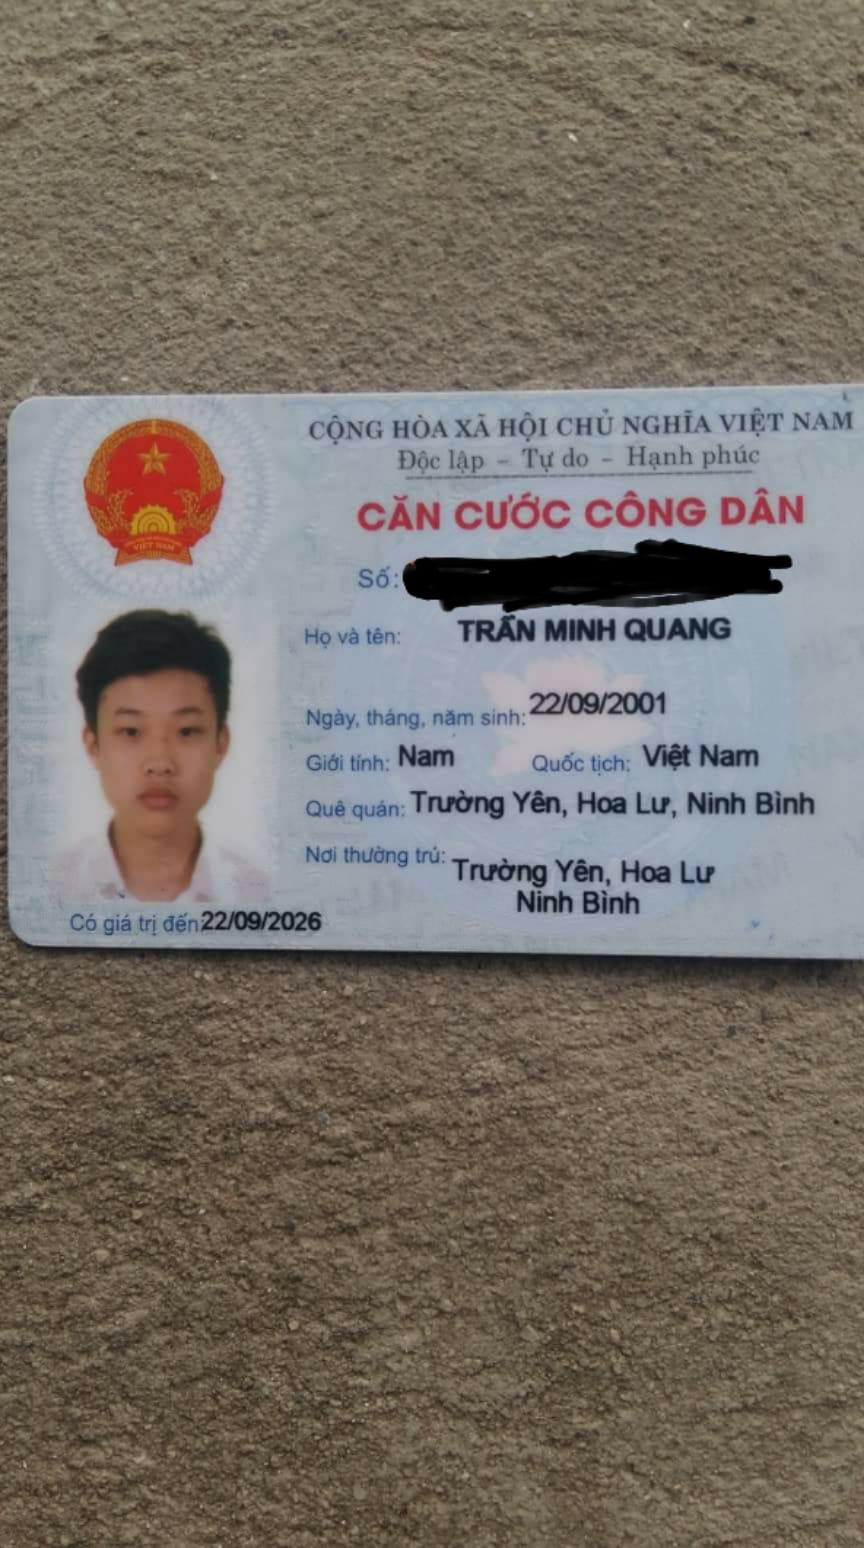 CỘNG HÒA XÃ HỘI CHỦ NGHĨA VIỆT NAM
Độc lập – Tự do – Hạnh phúc
CĂN CƯỚC CÔNG DÂN
VIỆT NAM
Số:
Họ và tên: TRẦN MINH QUANG
Ngày, tháng, năm sinh: 22/09/2001
Giới tính: Nam Quốc tịch: Việt Nam
Quê quán: Trường Yên, Hoa Lư, Ninh Bình
Nơi thường trú: Trường Yên, Hoa Lư
Ninh Bình
Có giá trị đến 22/09/2026